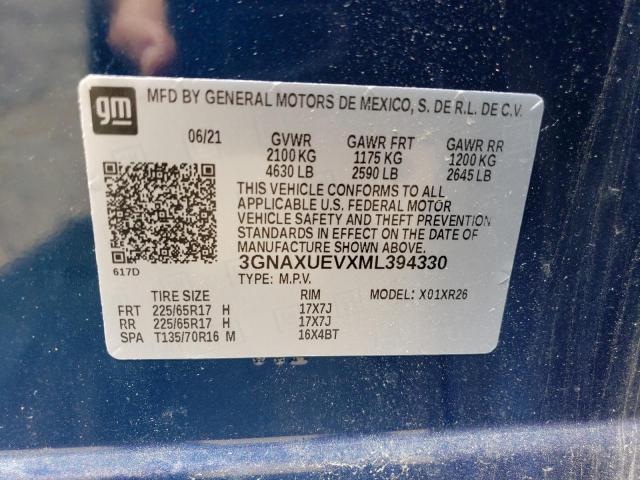 gm
MFD BY GENERAL MOTORS DE MEXICO, S. DE R.L. DE C.V.
06/21 GVWR GAWR FRT GAWR RR
2100 KG 1175 KG 1200 KG
4630 LB 2590 LB 2645 LB
THIS VEHICLE CONFORMS TO ALL
APPLICABLE U.S. FEDERAL MOTOR
VEHICLE SAFETY AND THEFT PREVENTION
STANDARDS IN EFFECT ON THE DATE OF
MANUFACTURE SHOWN ABOVE.
617D 3GNAXUEVXML394330
TYPE: M.P.V. MODEL: X01XR26
TIRE SIZE RIM
FRT 225/65R17 H 17X7J
RR 225/65R17 H 17X7J
SPA T135/70R16 M 16X4BT